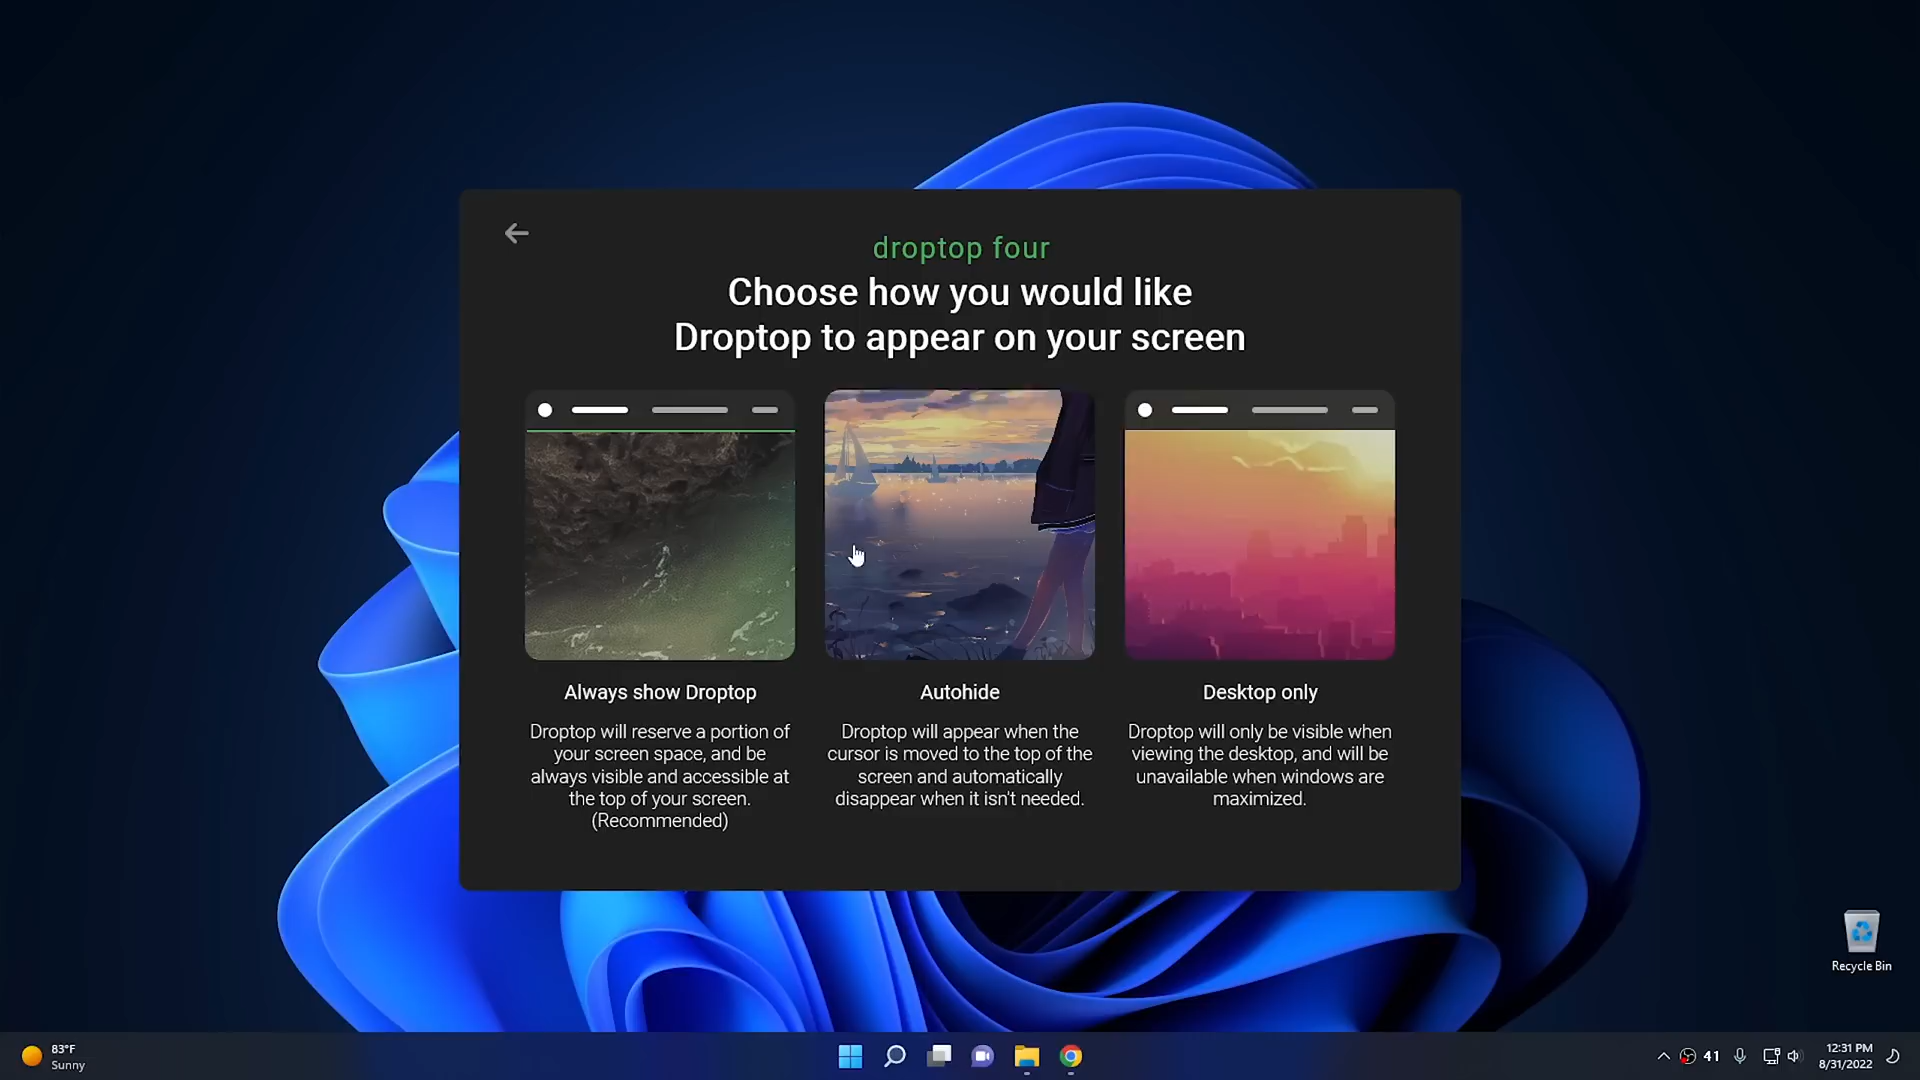 droptop four
Choose how you would like
Droptop to appear on your screen
Always show Droptop
Droptop will reserve a portion of
your screen space, and be
always visible and accessible at
the top of your screen.
(Recommended)
Autohide
Droptop will appear when the
cursor is moved to the top of the
screen and automatically
disappear when it isn't needed.
Desktop only
Droptop will only be visible when
viewing the desktop, and will be
unavailable when windows are
maximized.
Recycle Bin
83°F
Sunny
41
12:31 PM
8/31/2022